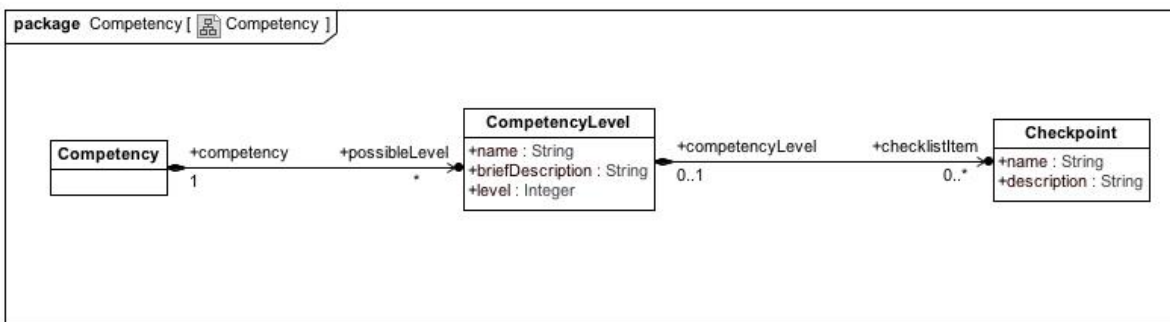 package Competency [ Competency ]
Competency
+competency
1
+possibleLevel
*
CompetencyLevel
+name : String
+briefDescription : String
+level : Integer
+competencyLevel
0..1
+checklistItem
0..*
Checkpoint
+name : String
+description : String